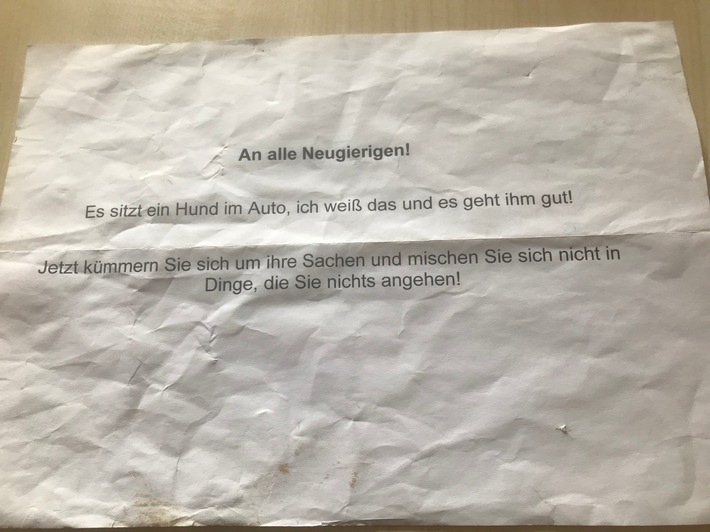 An alle Neugierigen!
Es sitzt ein Hund im Auto, ich weiß das und es geht ihm gut!
Jetzt kümmern Sie sich um ihre Sachen und mischen Sie sich nicht in
Dinge, die Sie nichts angehen!